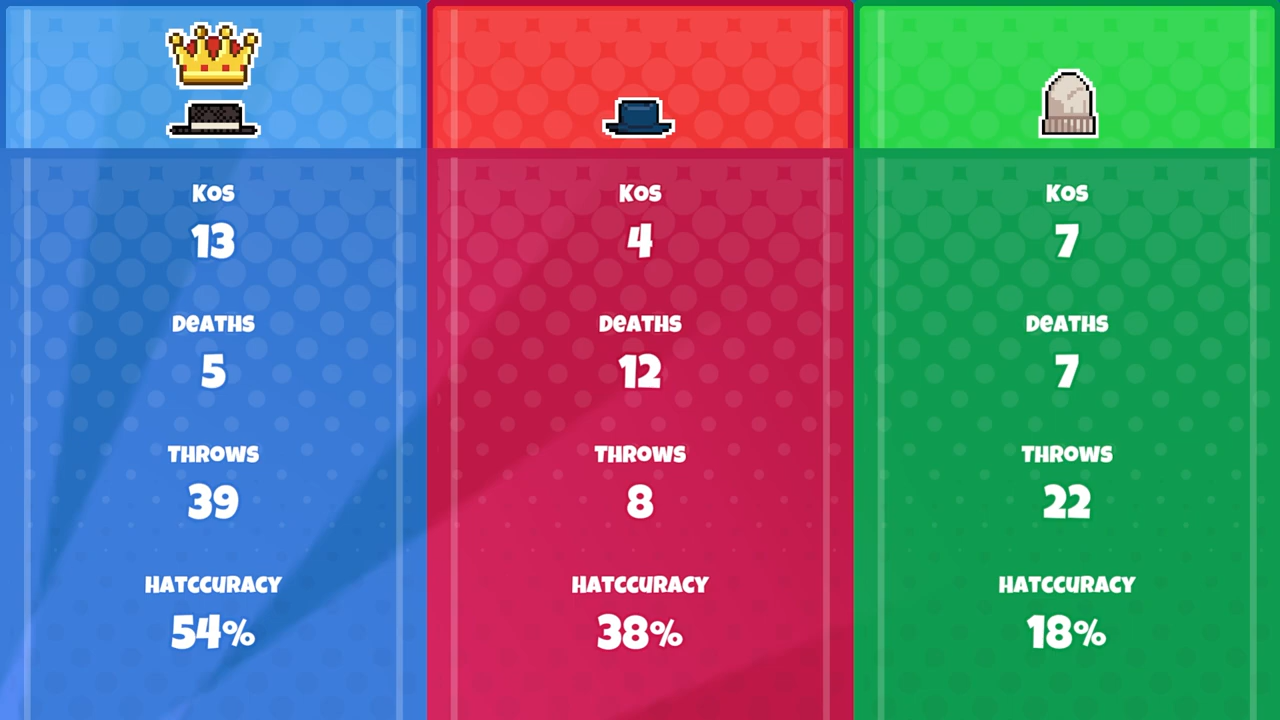 KOs
13
Deaths
5
Throws
39
Hatccuracy
54%
KOs
4
Deaths
12
Throws
8
Hatccuracy
38%
KOs
7
Deaths
7
Throws
22
Hatccuracy
18%